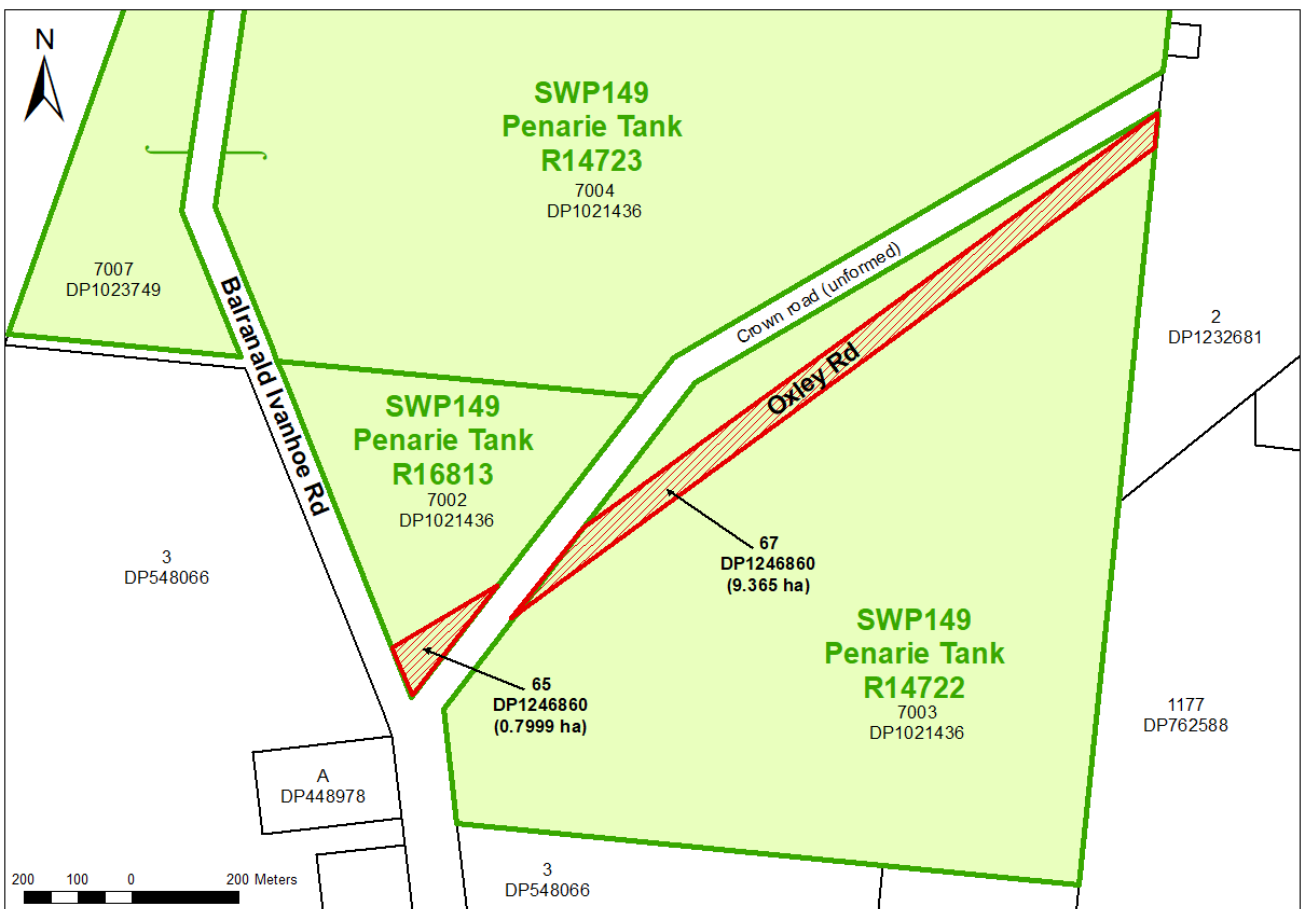 N
SWP149
Penarie Tank
R14723
7004
DP1021436
7007
DP1023749
Balranald Ivanhoe Rd
Crown road (unformed)
2
DP1232681
Oxley Rd
SWP149
Penarie Tank
R16813
7002
DP1021436
3
DP548066
67
DP1246860
(9.365 ha)
SWP149
Penarie Tank
R14722
7003
DP1021436
65
DP1246860
(0.7999 ha)
1177
DP762588
A
DP448978
3
DP548066
200 100 0 200 Meters